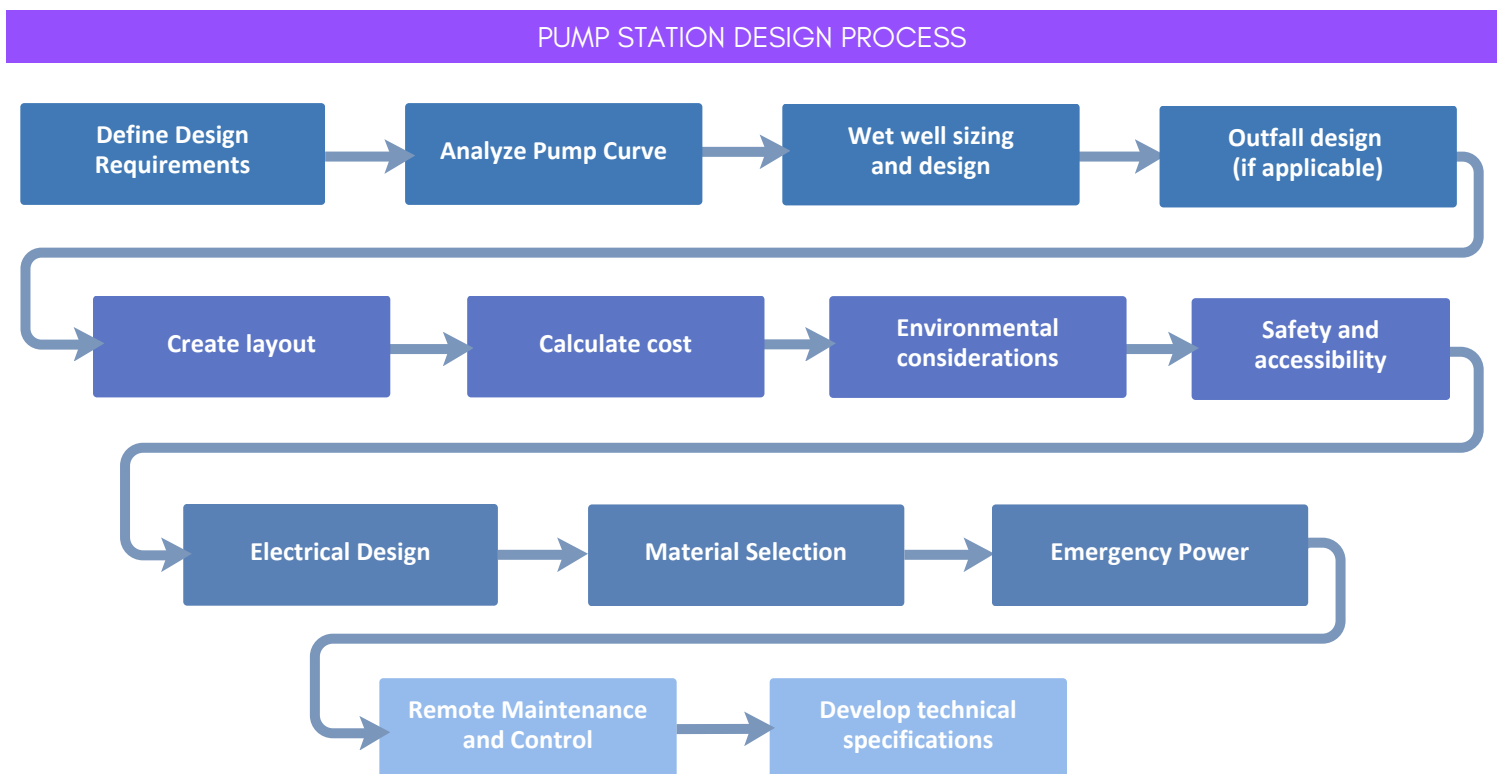 PUMP STATION DESIGN PROCESS
Define Design
Requirements
Analyze Pump Curve
Wet well sizing
and design
Outfall design
(if applicable)
Create layout
Calculate cost
Environmental
considerations
Safety and
accessibility
Electrical Design
Material Selection
Emergency Power
Remote Maintenance
and Control
Develop technical
specifications